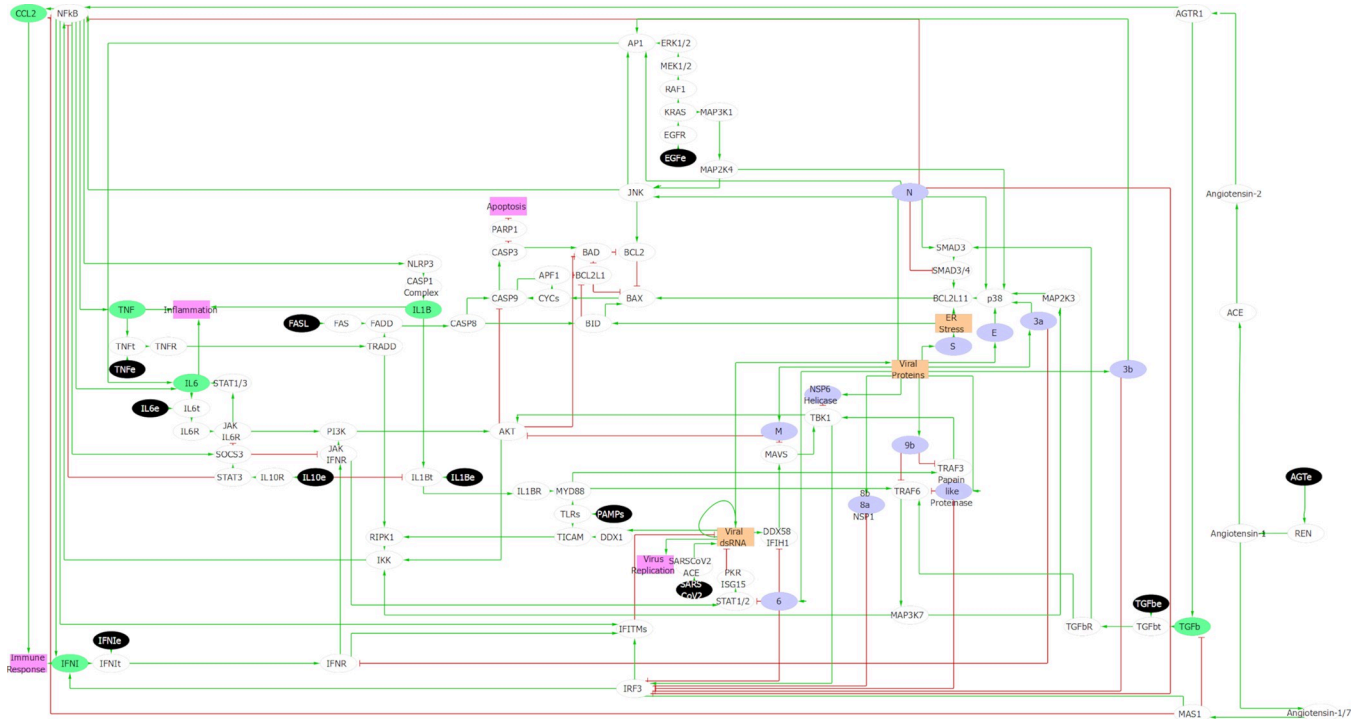 CCL2
NFkB
AGTR1
AP1
ERK1/2
MEK1/2
RAF1
KRAS
MAP3K1
EGFR
EGFe
MAP2K4
JNK
N
Angiotensin-2
Apoptosis
PARP1
CASP3
BAD
BCL2
SMAD3
NLRP3
SMAD3/4
CASP1
Complex
APF1
BCL2L1
CASP9
CYCs
BAX
BCL2L11
p38
MAP2K3
TNF
Inflammation
IL1B
ACE
FASL
FAS
FADD
CASP8
BID
ER
Stress
3a
E
TNFt
TNFR
TRADD
S
TNFe
Viral
Proteins
3b
IL6
STAT1/3
NSP6
Helicase
IL6e
IL6t
TBK1
IL6R
JAK
IL6R
PI3K
AKT
M
9b
SOCS3
JAK
IFNR
MAVS
STAT3
IL10R
IL10e
IL1Bt
IL1Be
TRAF3
Papain
like
Proteinase
IL1BR
MYD88
8b
8a
NSP1
TRAF6
AGTe
TLRs
PAMPs
RIPK1
TICAM
DDX1
Viral
dsRNA
DDX58
IFIH1
Angiotensin-1
REN
IKK
Virus
Replication
SARSCoV2
ACE
SARS
CoV2
PKR
ISG15
STAT1/2
6
MAP3K7
TGFbe
IFITMs
TGFbR
TGFbt
TGFb
IFNIe
Immune
Response
IFNI
IFNIt
IFNR
IRF3
MAS1
Angiotensin-1/7